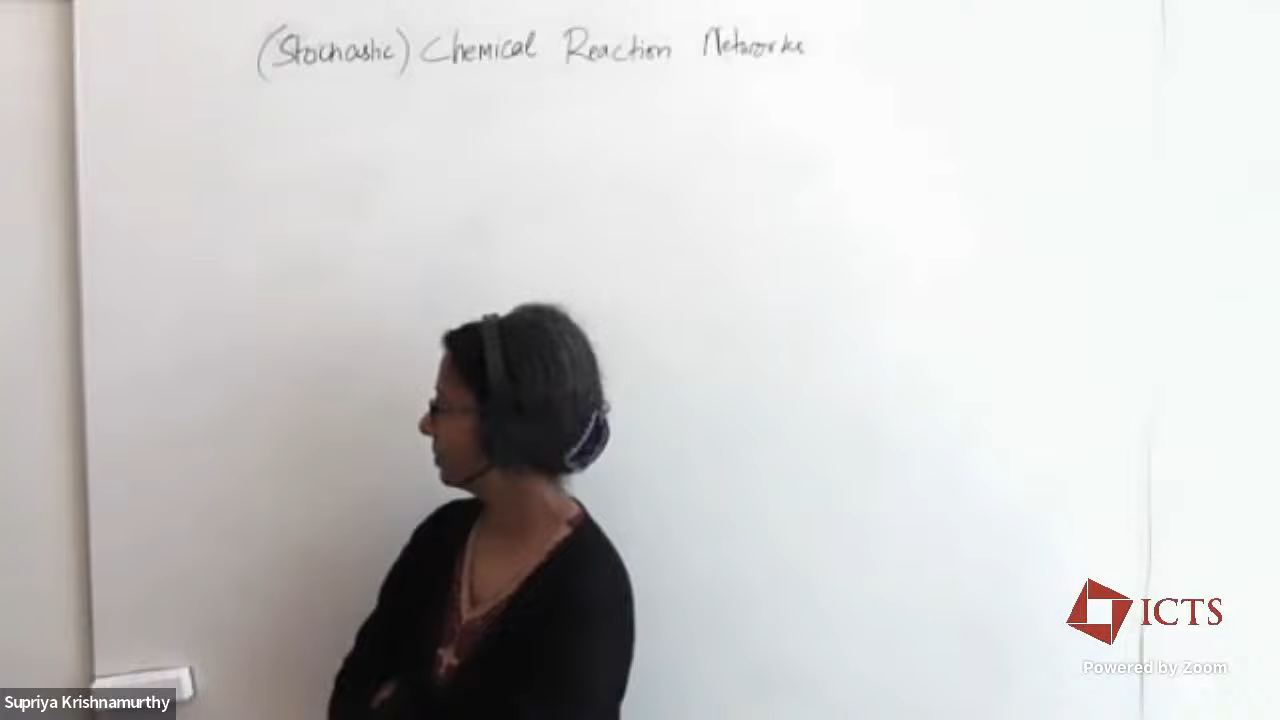 (Stochastic) Chemical Reaction Networks
ICTS
Powered by Zoom
Supriya Krishnamurthy